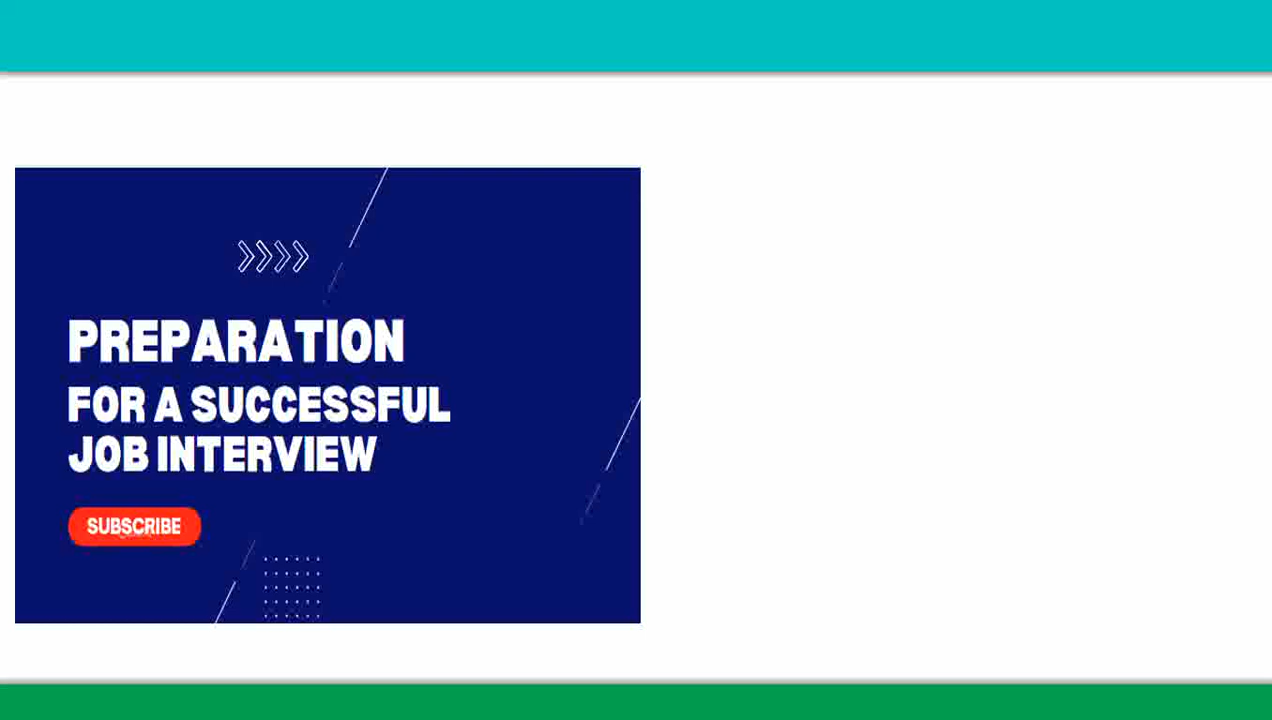 PREPARATION
FOR A SUCCESSFUL
JOB INTERVIEW
SUBSCRIBE